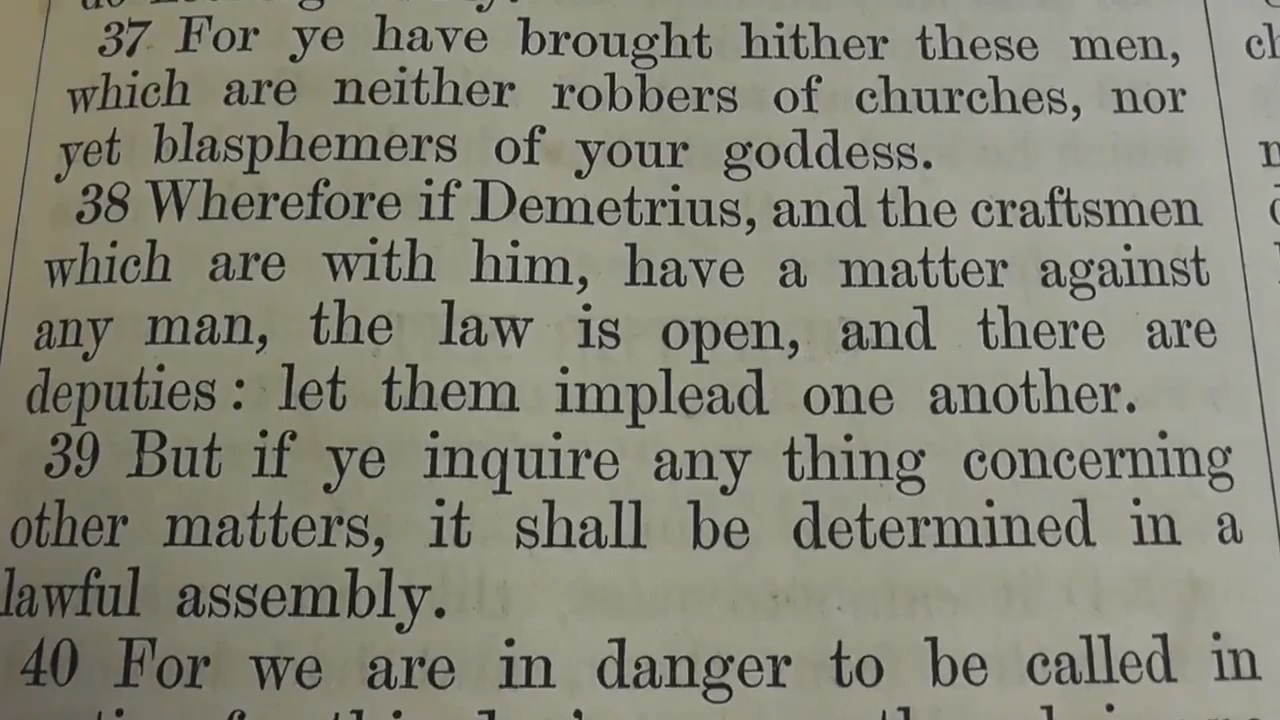 37 For ye have brought hither these men,
which are neither robbers of churches, nor
yet blasphemers of your goddess.
38 Wherefore if Demetrius, and the craftsmen
which are with him, have a matter against
any man, the law is open, and there are
deputies : let them implead one another.
39 But if ye inquire any thing concerning
other matters, it shall be determined in a
lawful assembly.
40 For we are in danger to be called in